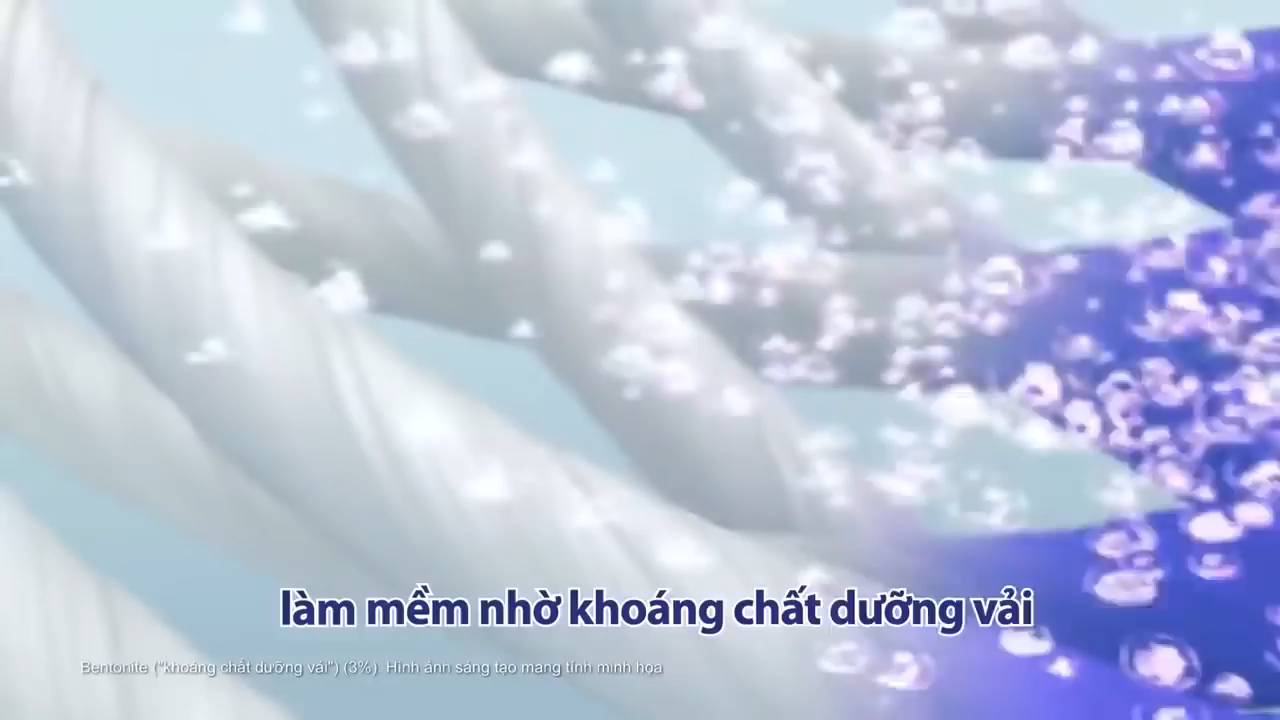 làm mềm nhờ khoáng chất dưỡng vải
Bentonite ("khoáng chất dưỡng vải") (3%) Hình ảnh sáng tạo mang tính minh họa